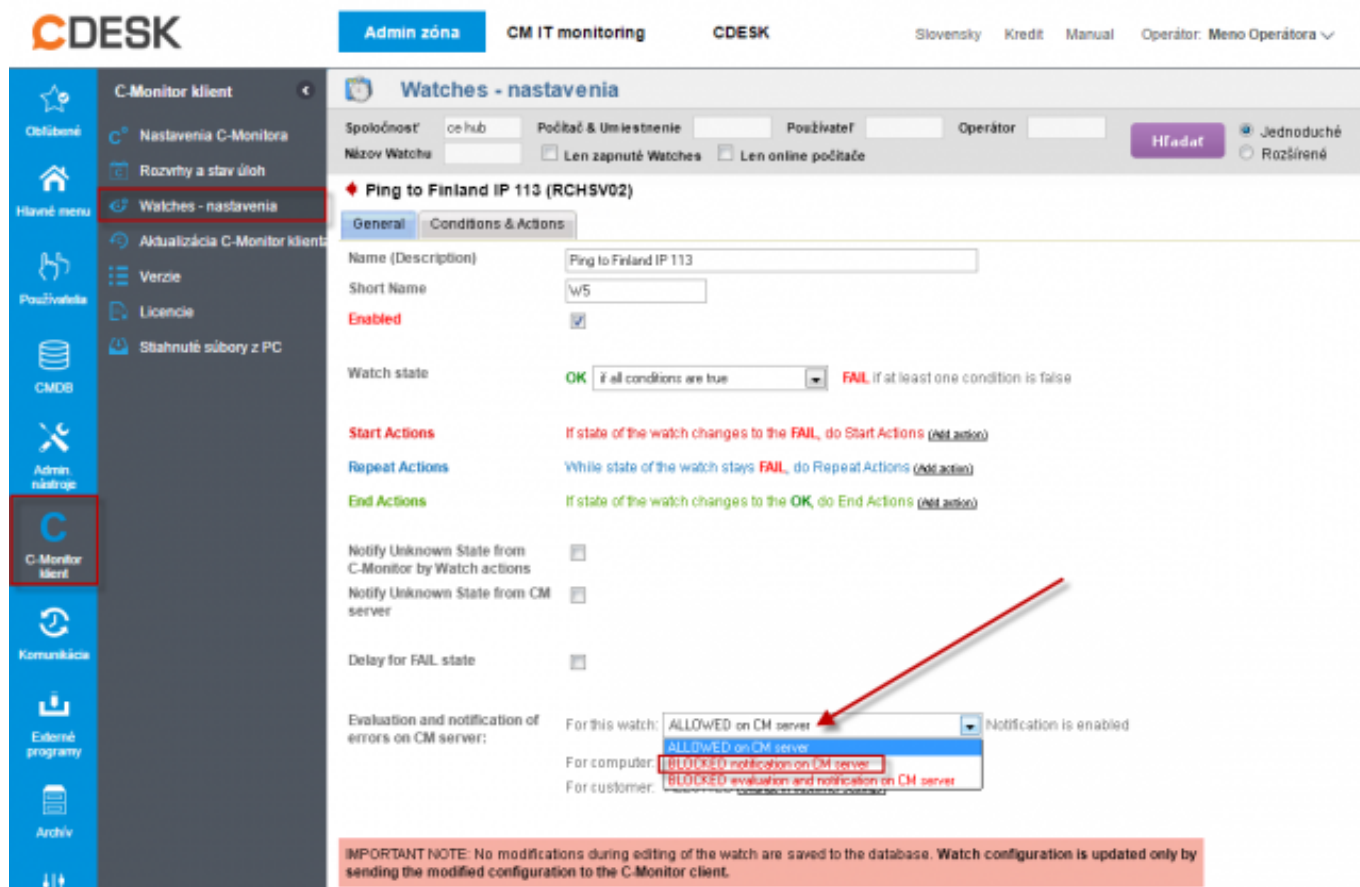 CDESK
Admin zóna CM IT monitoring CDESK Slovensky Kredit Manual Operátor: Meno Operátora
Obľúbené
Hlavné menu
Používatelia
CMDB
Admin.
nástroje
C-Monitor
klient
Komunikácia
Externé
programy
Archív
C-Monitor klient
Nastavenia C-Monitora
Rozvrhy a stav úloh
Watches - nastavenia
Aktualizácia C-Monitor klienta
Verzie
Licencie
Stiahnuté súbory z PC
Watches - nastavenia
Spoločnosť ce hub Počítač & Umiestnenie Používateľ Operátor
Názov Watchu Len zapnuté Watches Len online počítače
Hľadať
Jednoduché
Rozšírené
Ping to Finland IP 113 (RCHSV02)
General Conditions & Actions
Name (Description) Ping to Finland IP 113
Short Name W5
Enabled
Watch state OK if all conditions are true FAIL if at least one condition is false
Start Actions If state of the watch changes to the FAIL, do Start Actions (Add action)
Repeat Actions While state of the watch stays FAIL, do Repeat Actions (Add action)
End Actions If state of the watch changes to the OK, do End Actions (Add action)
Notify Unknown State from
C-Monitor by Watch actions
Notify Unknown State from CM
server
Delay for FAIL state
Evaluation and notification of
errors on CM server:
For this watch: ALLOWED on CM server Notification is enabled
ALLOWED on CM server
For computer: BLOCKED notification on CM server
BLOCKED evaluation and notification on CM server
For customer:
IMPORTANT NOTE: No modifications during editing of the watch are saved to the database. Watch configuration is updated only by
sending the modified configuration to the C-Monitor client.